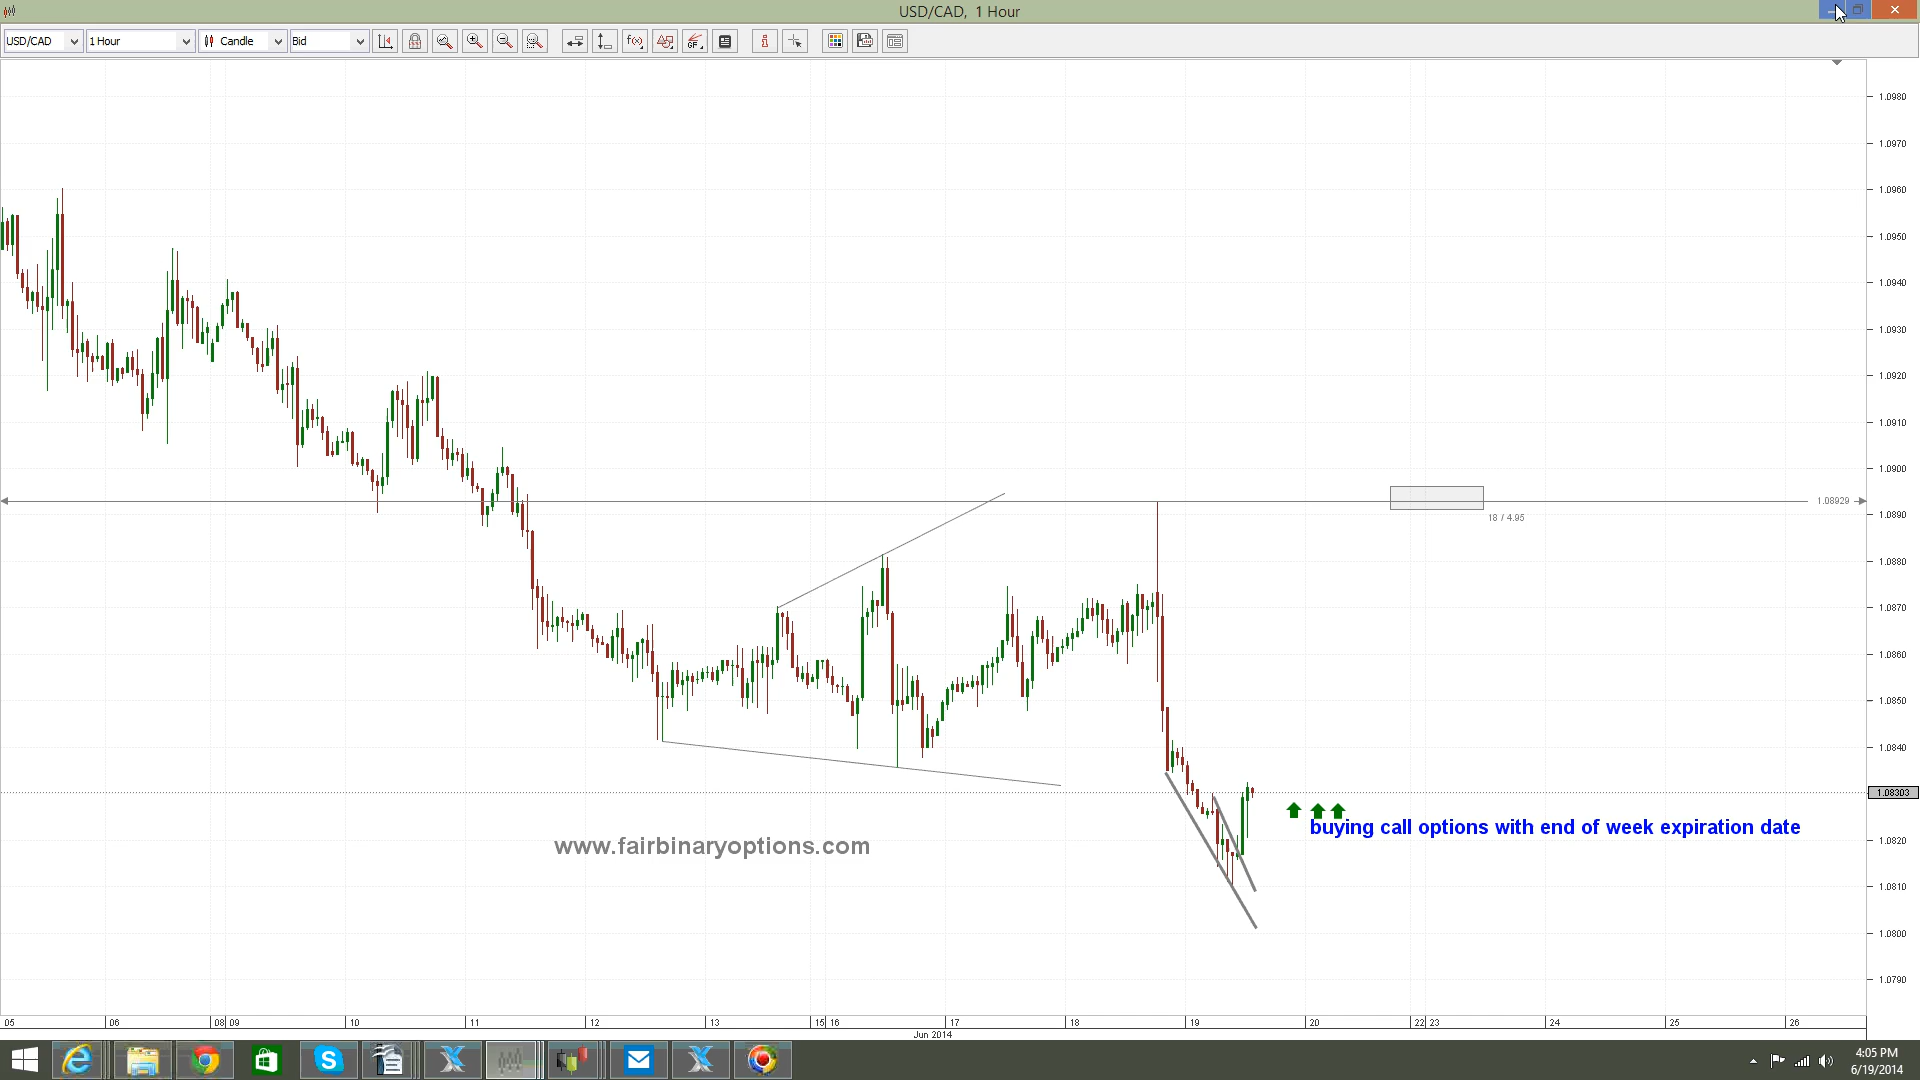 USD/CAD, 1 Hour
USD/CAD 1 Hour Candle Bid f(x) GF i
1.0980
1.0970
1.0960
1.0950
1.0940
1.0930
1.0920
1.0910
1.0900
1.08929
1.0890
18 / 4.95
1.0880
1.0870
1.0860
1.0850
1.0840
1.08303
buying call options with end of week expiration date
www.fairbinaryoptions.com
1.0820
1.0810
1.0800
1.0790
05 06 08 09 10 11 12 13 15 16 17 18 19 20 22 23 24 25 26
Jun 2014
4:05 PM
6/19/2014